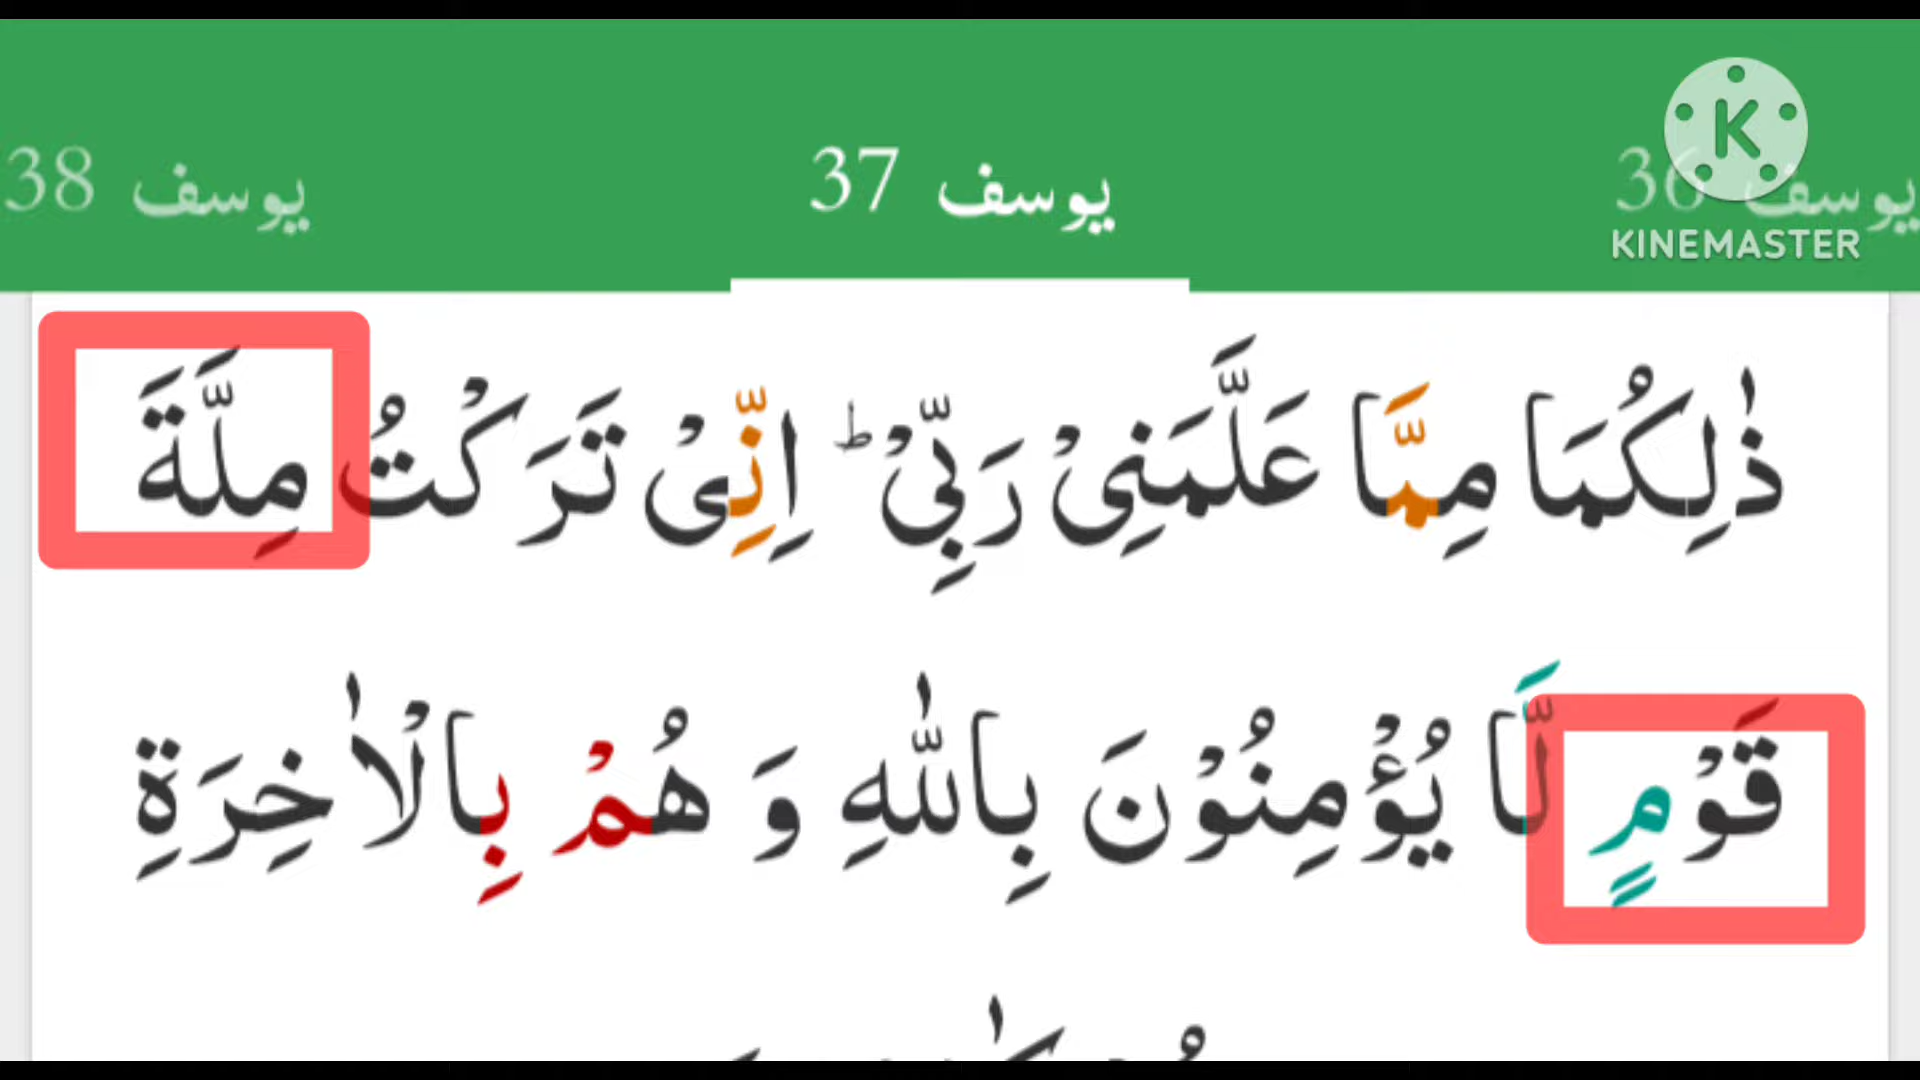 يوسف 36 يوسف 37 يوسف 38
K
KINEMASTER
ذٰلِكُمَا مِمَّا عَلَّمَنِىْ رَبِّىْ ؕ اِنِّىْ تَرَكْتُ مِلَّةَ
قَوْمٍ لَّا يُؤْمِنُوْنَ بِاللّٰهِ وَ هُمْ بِالْاٰخِرَةِ